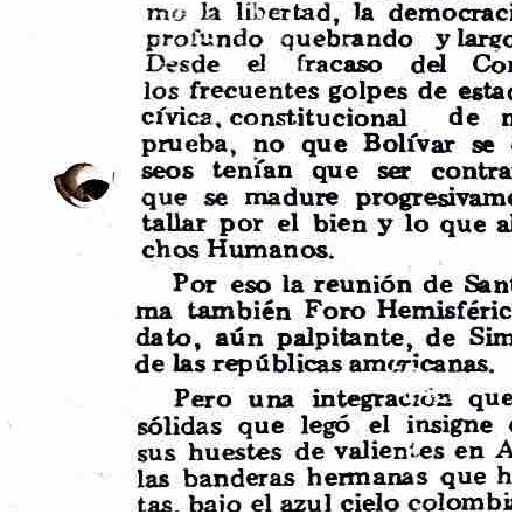 mo la libertad, la democraci
profundo quebrando y largo
Desde el fracaso del Con
los frecuentes golpes de estad
cívica, constitucional de n
prueba, no que Bolívar se
seos tenían que ser contra
que se madure progresivame
tallar por el bien y lo que al
chos Humanos.
Por eso la reunión de Sant
ma también Foro Hemisféric
dato, aún palpitante, de Sim
de las repúblicas americanas.
Pero una integración que
sólidas que legó el insigne
sus huestes de valientes en A
las banderas hermanas que h
tas, bajo el azul cielo colombi